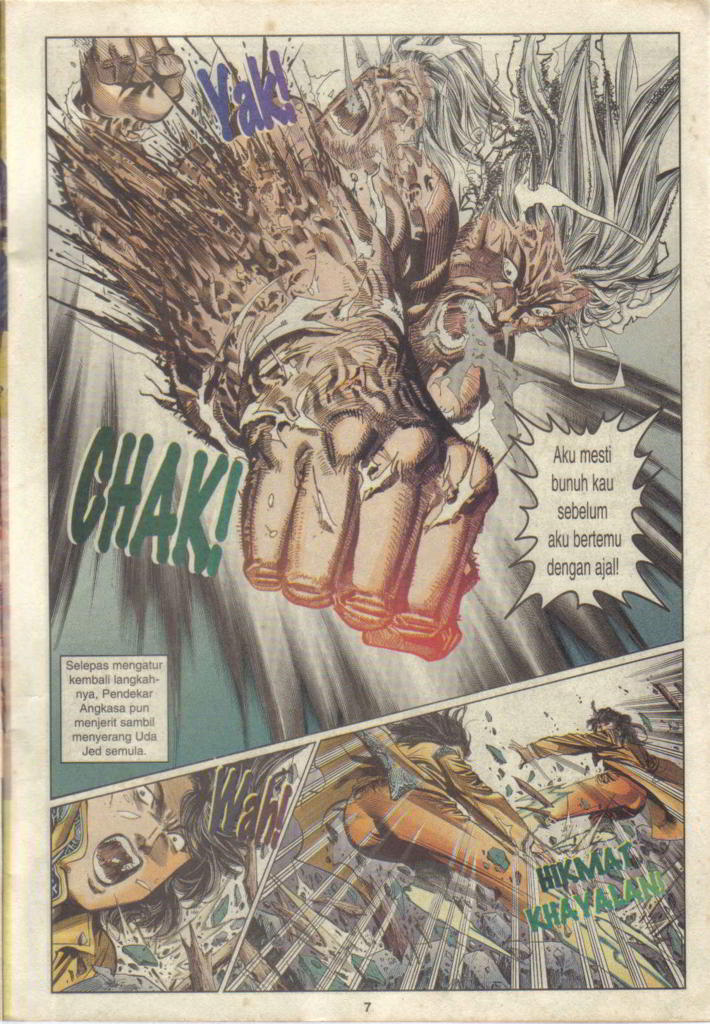 Yak!
CHAK!
Aku mesti
bunuh kau
sebelum
aku bertemu
dengan ajal!
Selepas mengatur
kembali langkah-
nya, Pendekar
Angkasa pun
menjerit sambil
menyerang Uda
Jed semula.
Wah!
HIKMAT
KHAYALAN!
7